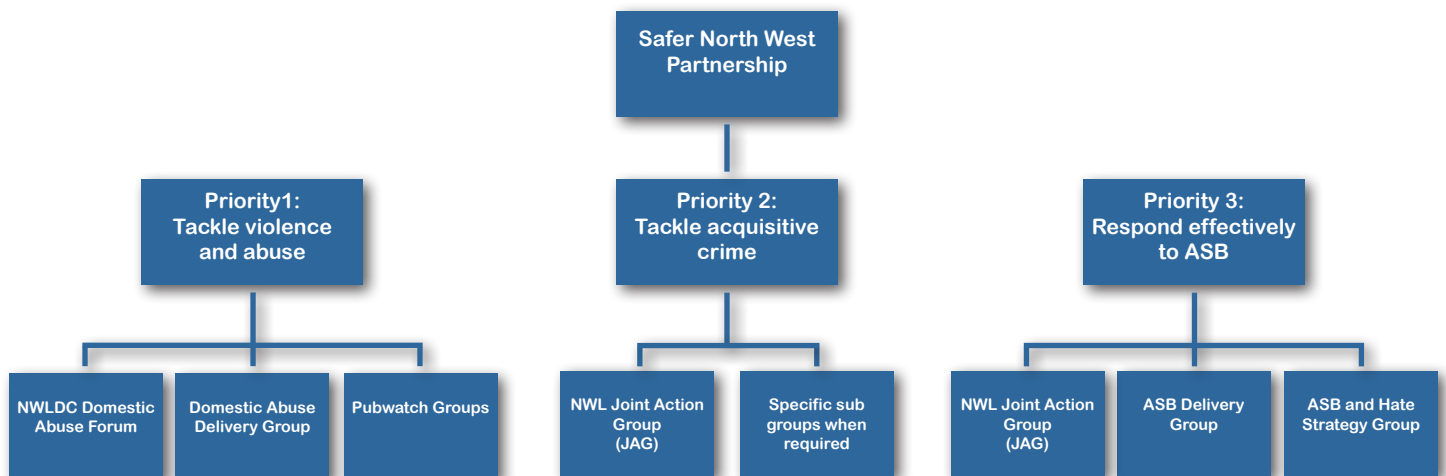 Safer North West
Partnership
Priority1:
Tackle violence
and abuse
Priority 2:
Tackle acquisitive
crime
Priority 3:
Respond effectively
to ASB
NWLDC Domestic
Abuse Forum
Domestic Abuse
Delivery Group
Pubwatch Groups
NWL Joint Action
Group
(JAG)
Specific sub
groups when
required
NWL Joint Action
Group
(JAG)
ASB Delivery
Group
ASB and Hate
Strategy Group